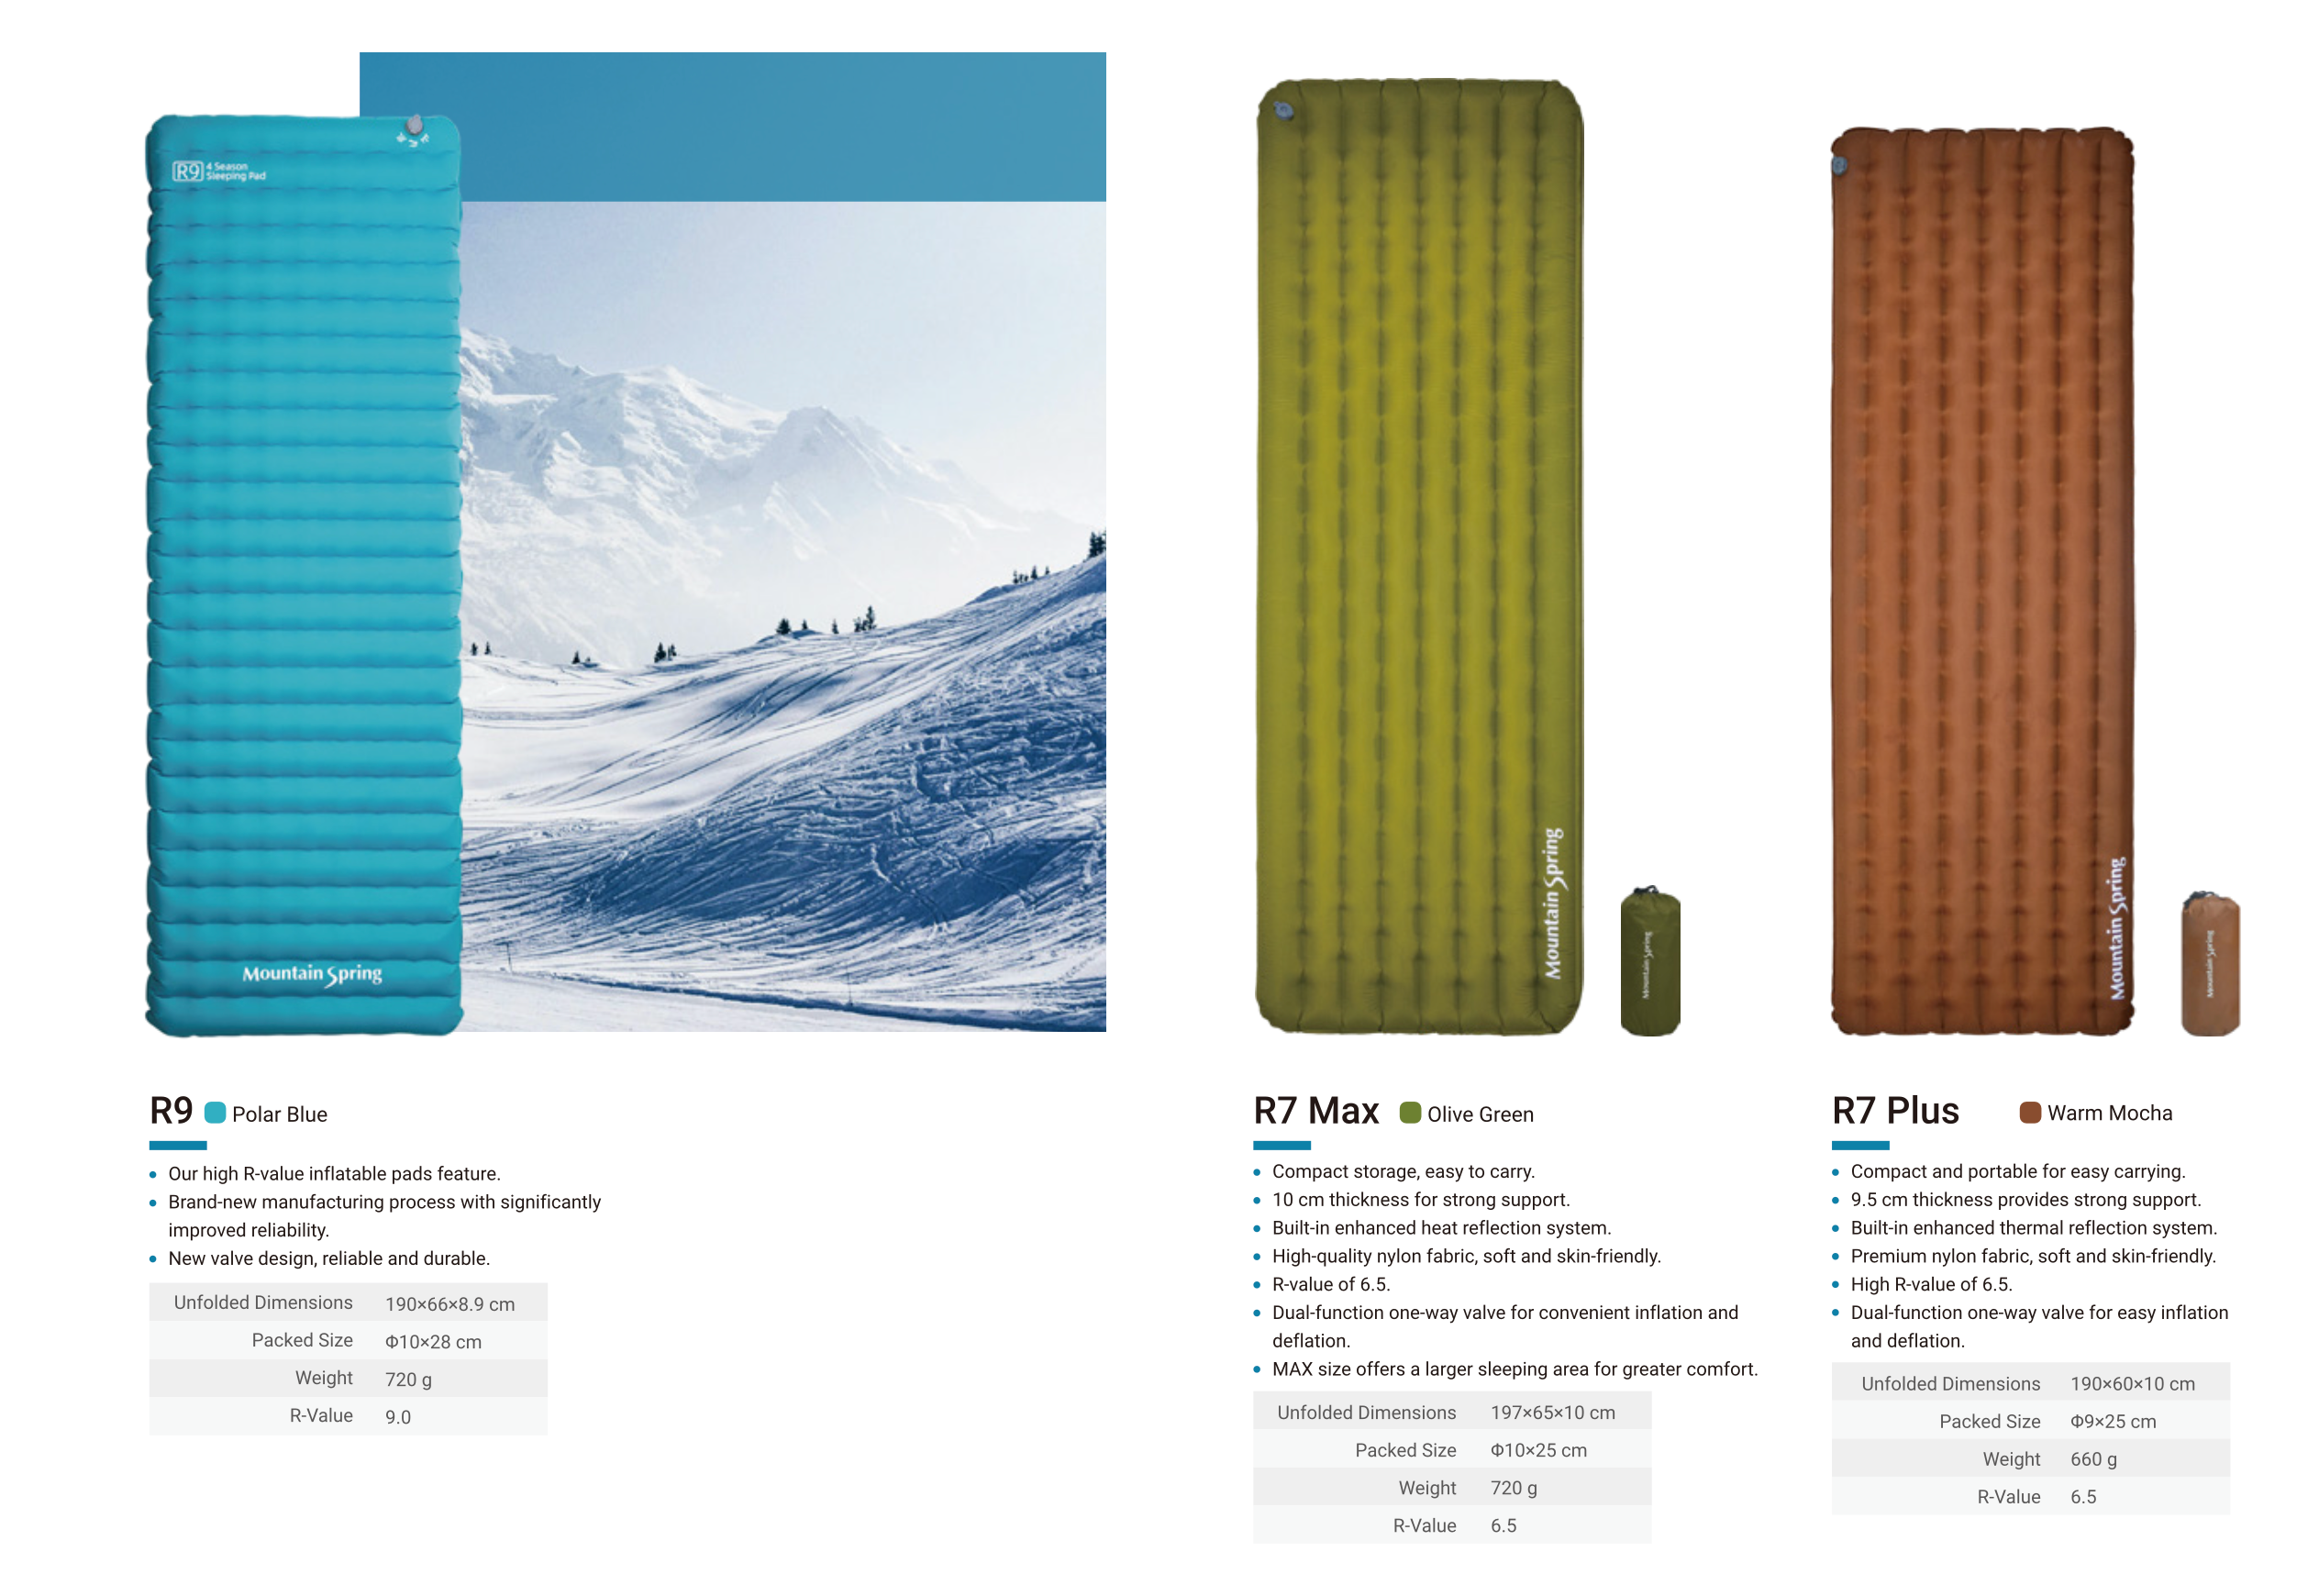 R9 4 Season
Sleeping Pad
Mountain Spring
Mountain Spring
Mountain Spring
Mountain Spring
Mountain Spring
R9 Polar Blue
• Our high R-value inflatable pads feature.
• Brand-new manufacturing process with significantly
improved reliability.
• New valve design, reliable and durable.
Unfolded Dimensions 190×66×8.9 cm
Packed Size Φ10×28 cm
Weight 720 g
R-Value 9.0
R7 Max Olive Green
• Compact storage, easy to carry.
• 10 cm thickness for strong support.
• Built-in enhanced heat reflection system.
• High-quality nylon fabric, soft and skin-friendly.
• R-value of 6.5.
• Dual-function one-way valve for convenient inflation and
deflation.
• MAX size offers a larger sleeping area for greater comfort.
Unfolded Dimensions 197×65×10 cm
Packed Size Φ10×25 cm
Weight 720 g
R-Value 6.5
R7 Plus Warm Mocha
• Compact and portable for easy carrying.
• 9.5 cm thickness provides strong support.
• Built-in enhanced thermal reflection system.
• Premium nylon fabric, soft and skin-friendly.
• High R-value of 6.5.
• Dual-function one-way valve for easy inflation
and deflation.
Unfolded Dimensions 190×60×10 cm
Packed Size Φ9×25 cm
Weight 660 g
R-Value 6.5